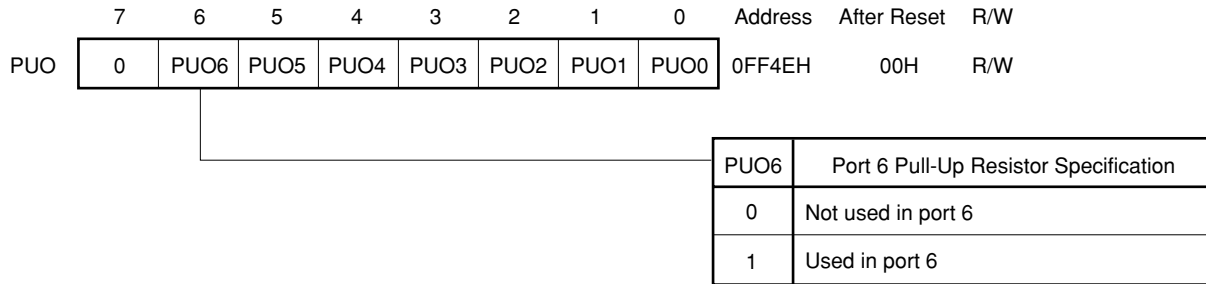 7 6 5 4 3 2 1 0 Address After Reset R/W
PUO 0 PUO6 PUO5 PUO4 PUO3 PUO2 PUO1 PUO0 0FF4EH 00H R/W
PUO6 Port 6 Pull-Up Resistor Specification
0 Not used in port 6
1 Used in port 6